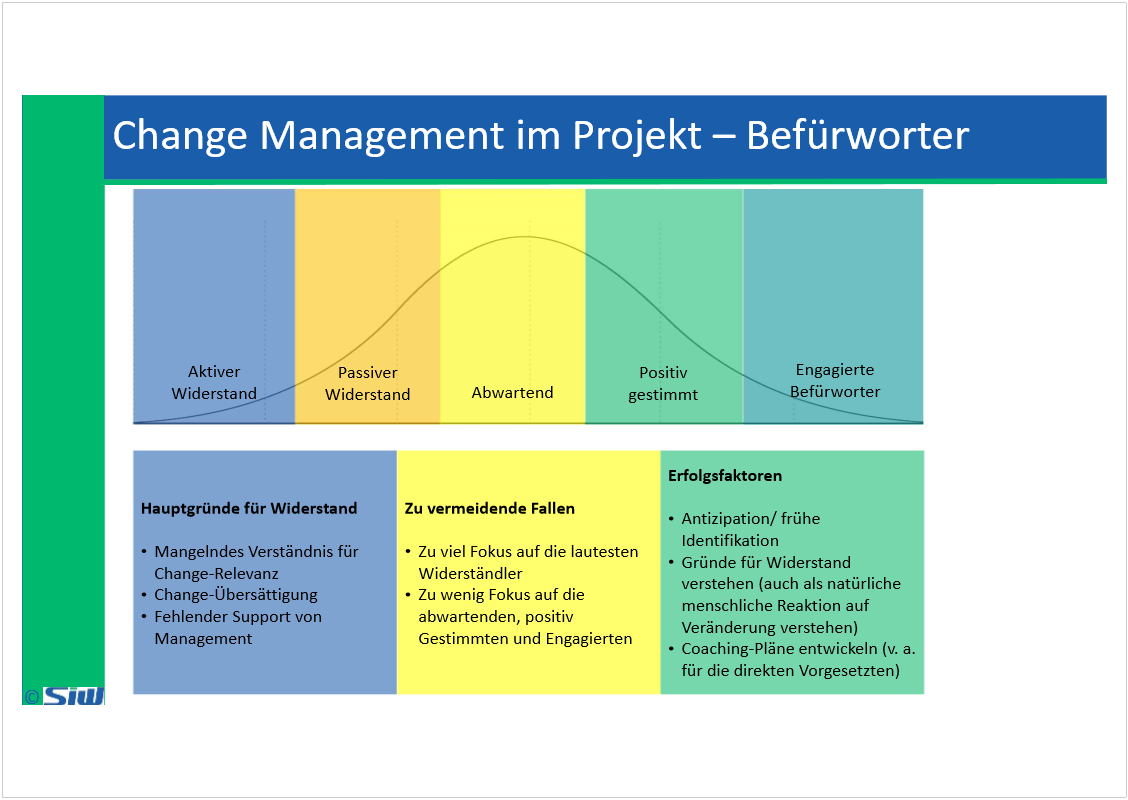 Change Management im Projekt – Befürworter
Aktiver
Widerstand
Passiver
Widerstand
Abwartend
Positiv
gestimmt
Engagierte
Befürworter
Hauptgründe für Widerstand
• Mangelndes Verständnis für
Change-Relevanz
• Change-Übersättigung
• Fehlender Support von
Management
Zu vermeidende Fallen
• Zu viel Fokus auf die lautesten
Widerständler
• Zu wenig Fokus auf die
abwartenden, positiv
Gestimmten und Engagierten
Erfolgsfaktoren
• Antizipation/ frühe
Identifikation
• Gründe für Widerstand
verstehen (auch als natürliche
menschliche Reaktion auf
Veränderung verstehen)
• Coaching-Pläne entwickeln (v. a.
für die direkten Vorgesetzten)
© SiW